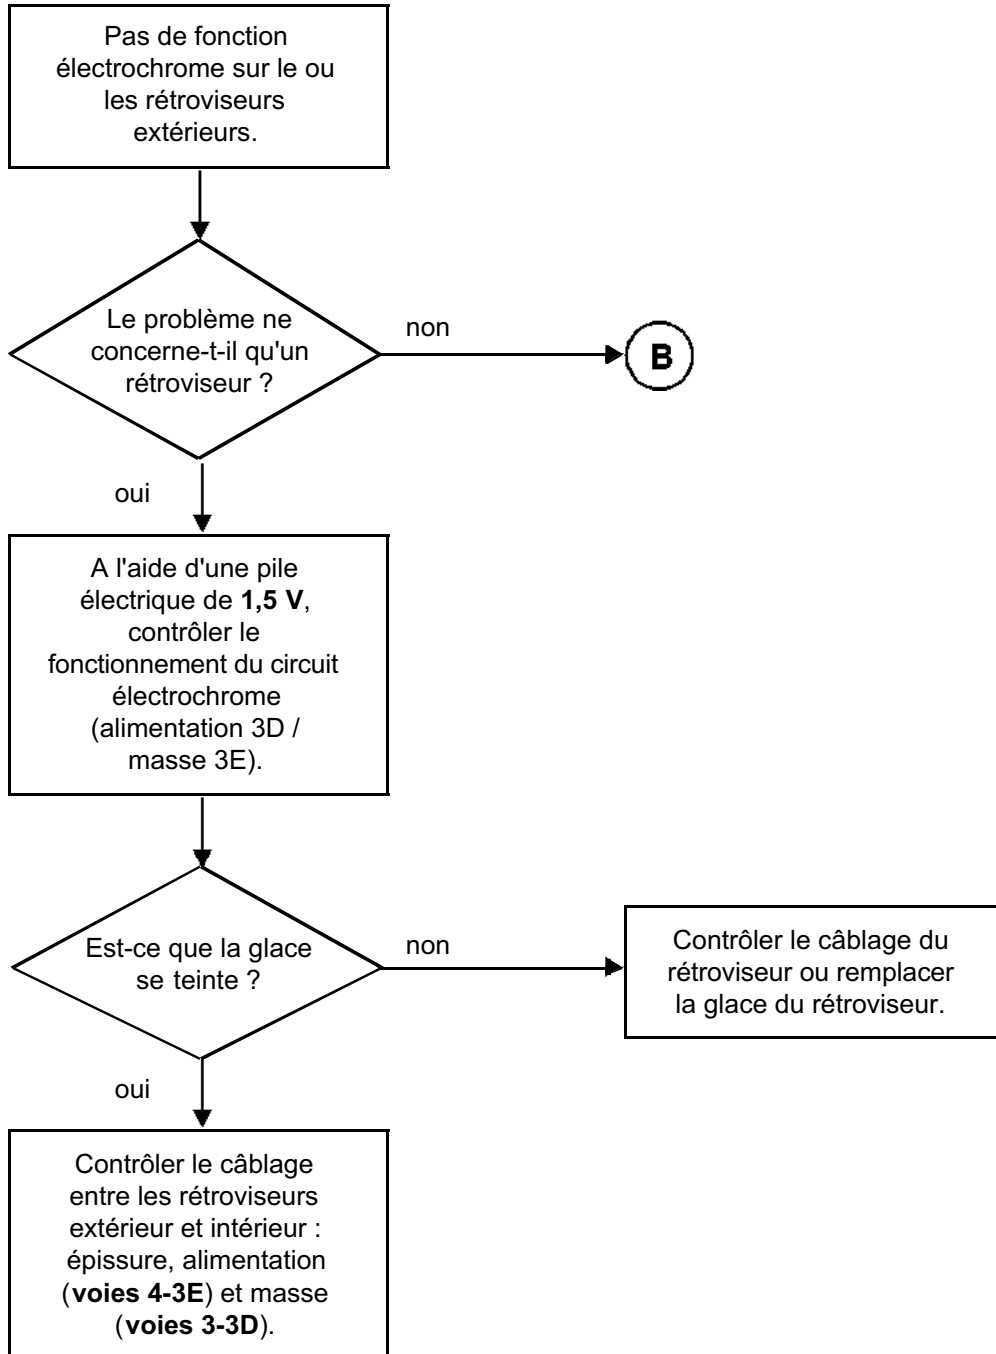 Pas de fonction
électrochrome sur le ou
les rétroviseurs
extérieurs.
Le problème ne
concerne-t-il qu'un
rétroviseur ?
non
B
oui
A l'aide d'une pile
électrique de 1,5 V,
contrôler le
fonctionnement du circuit
électrochrome
(alimentation 3D /
masse 3E).
Est-ce que la glace
se teinte ?
non
Contrôler le câblage du
rétroviseur ou remplacer
la glace du rétroviseur.
oui
Contrôler le câblage
entre les rétroviseurs
extérieur et intérieur :
épissure, alimentation
(voies 4-3E) et masse
(voies 3-3D).